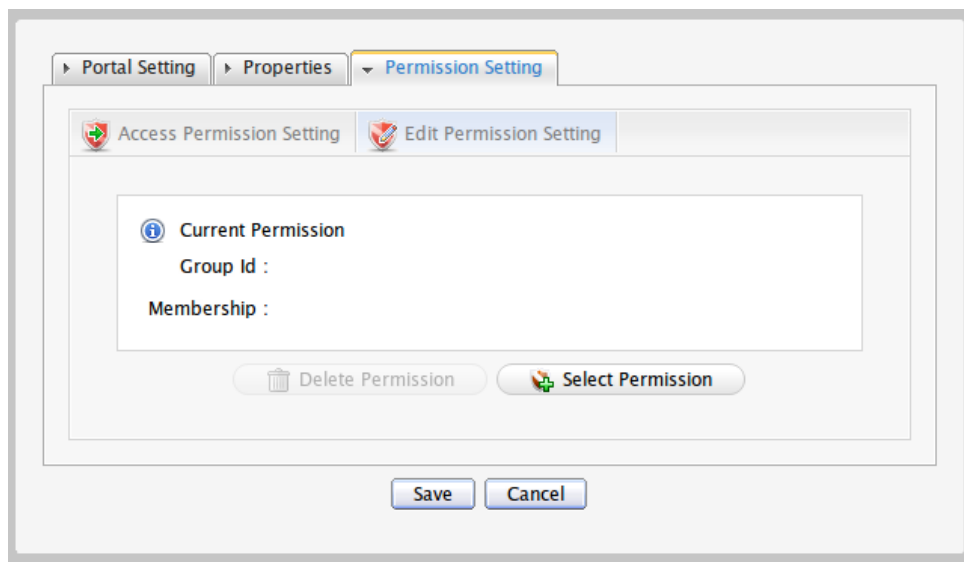 Portal Setting Properties Permission Setting
Access Permission Setting Edit Permission Setting
Current Permission
Group Id :
Membership :
Delete Permission Select Permission
Save Cancel